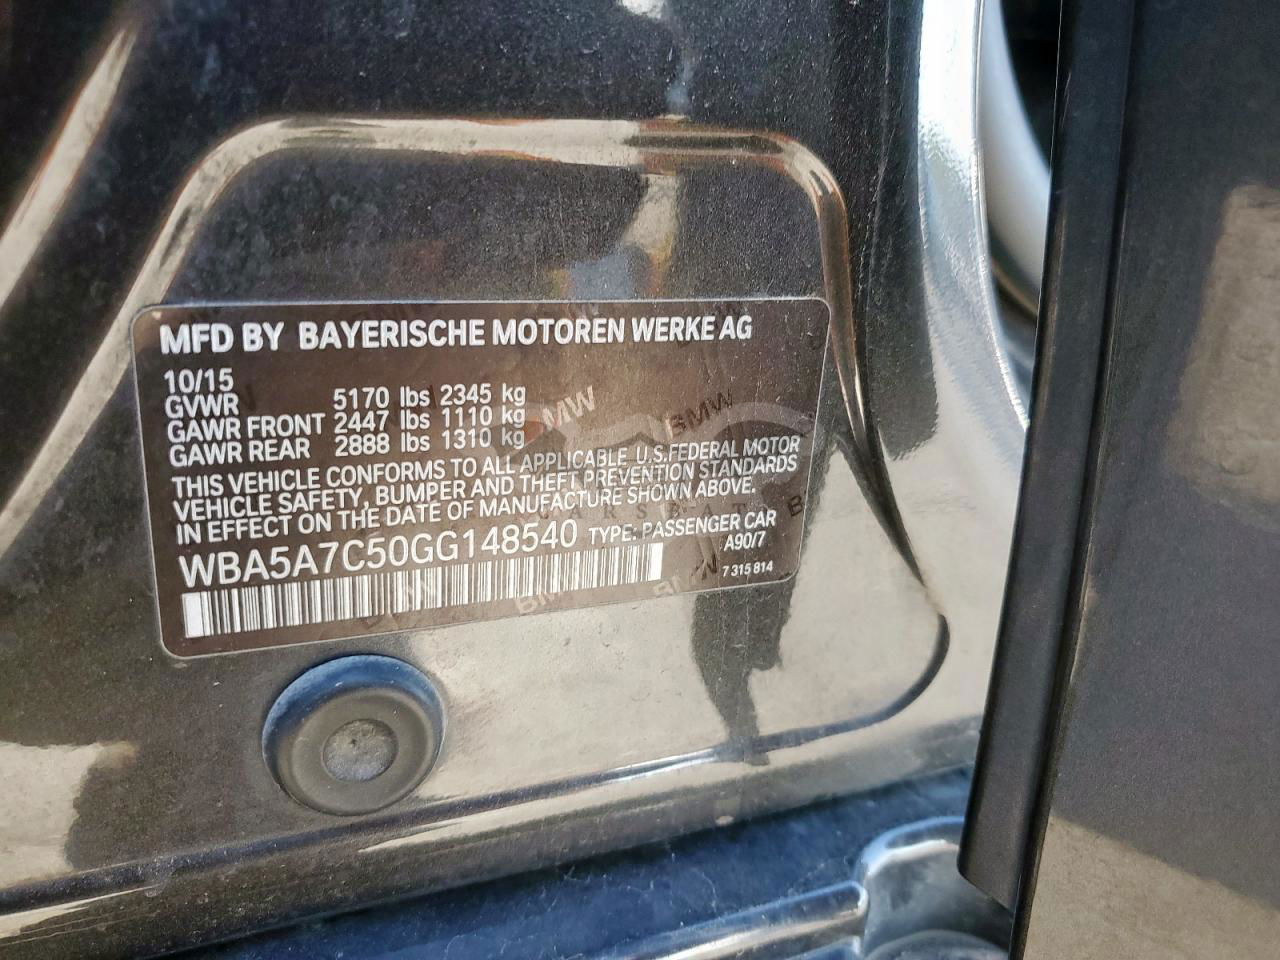 MFD BY BAYERISCHE MOTOREN WERKE AG
10/15
GVWR 5170 lbs 2345 kg
GAWR FRONT 2447 lbs 1110 kg
GAWR REAR 2888 lbs 1310 kg
THIS VEHICLE CONFORMS TO ALL APPLICABLE U.S.FEDERAL MOTOR
VEHICLE SAFETY, BUMPER AND THEFT PREVENTION STANDARDS
IN EFFECT ON THE DATE OF MANUFACTURE SHOWN ABOVE.
WBA5A7C50GG148540 TYPE: PASSENGER CAR
A90/7
7 315 814
BMW
BMW
BMW